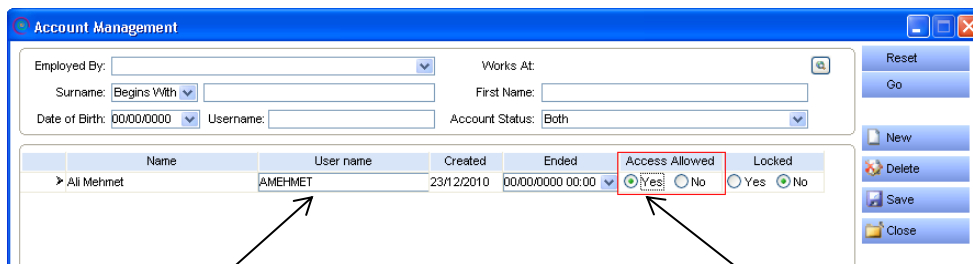 Account Management
Employed By: Works At: Reset
Surname: Begins With First Name: Go
Date of Birth: 00/00/0000 Username: Account Status: Both
New
Name User name Created Ended Access Allowed Locked
Delete
Ali Mehmet AMEHMET 23/12/2010 00/00/0000 00:00 Yes No Yes No
Save
Close